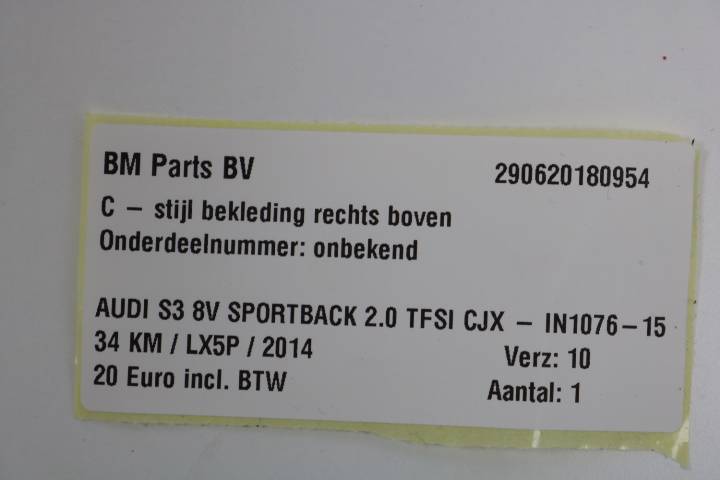 BM Parts BV 290620180954
C – stijl bekleding rechts boven
Onderdeelnummer: onbekend
AUDI S3 8V SPORTBACK 2.0 TFSI CJX – IN1076–15
34 KM / LX5P / 2014 Verz: 10
20 Euro incl. BTW Aantal: 1